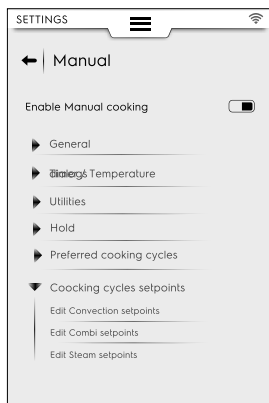 SETTINGS
Manual
Enable Manual cooking
General
Temperature
Utilities
Hold
Preferred cooking cycles
Coocking cycles setpoints
Edit Convection setpoints
Edit Combi setpoints
Edit Steam setpoints